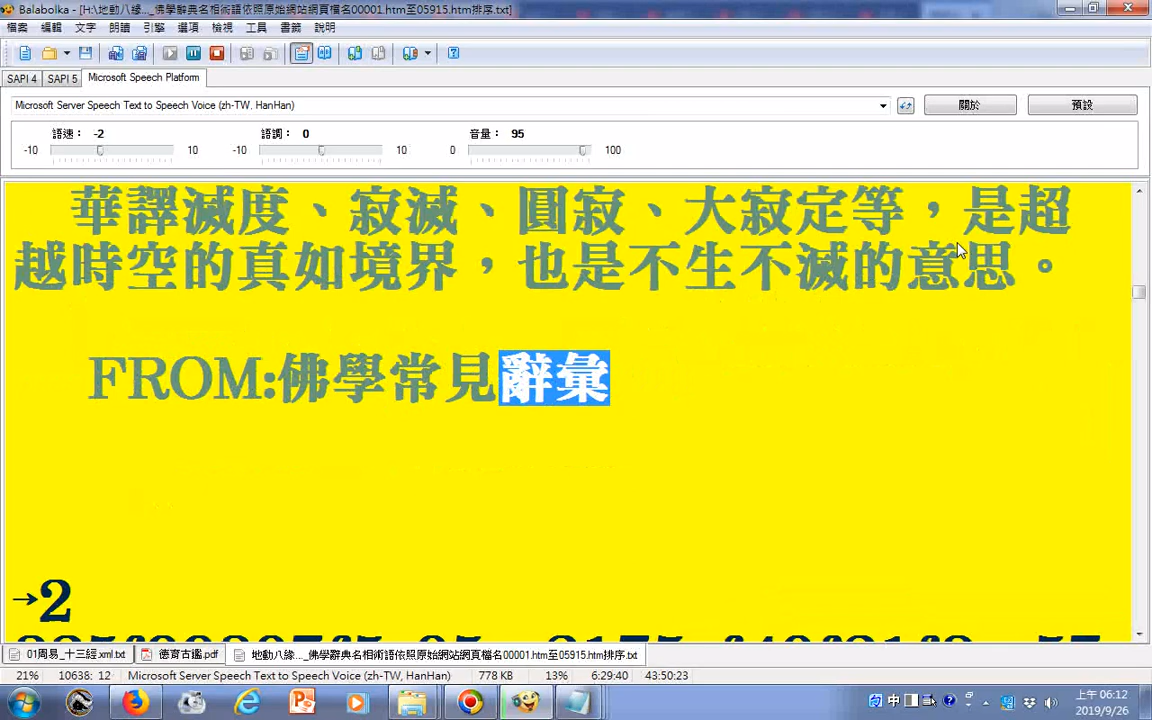 Balabolka - [H:\地動八緣..._佛學辭典名相術語依照原始網站網頁檔名00001.htm至05915.htm排序.txt]
檔案 編輯 文字 朗讀 引擎 選項 檢視 工具 書籤 說明
SAPI 4 SAPI 5 Microsoft Speech Platform
Microsoft Server Speech Text to Speech Voice (zh-TW, HanHan) 關於 預設
語速： -2 語調： 0 音量： 95
-10 10 -10 10 0 100
華譯滅度、寂滅、圓寂、大寂定等，是超
越時空的真如境界，也是不生不滅的意思。
FROM:佛學常見辭彙
→2
01周易_十三經.xml.txt 德育古鑑.pdf 地動八緣..._佛學辭典名相術語依照原始網站網頁檔名00001.htm至05915.htm排序.txt
21% 10638: 12 Microsoft Speech Platform - Microsoft Server Speech Text to Speech Voice (zh-TW, HanHan) 778 KB 13% 6:29:40 43:50:23
中 上午 06:12
2019/9/26